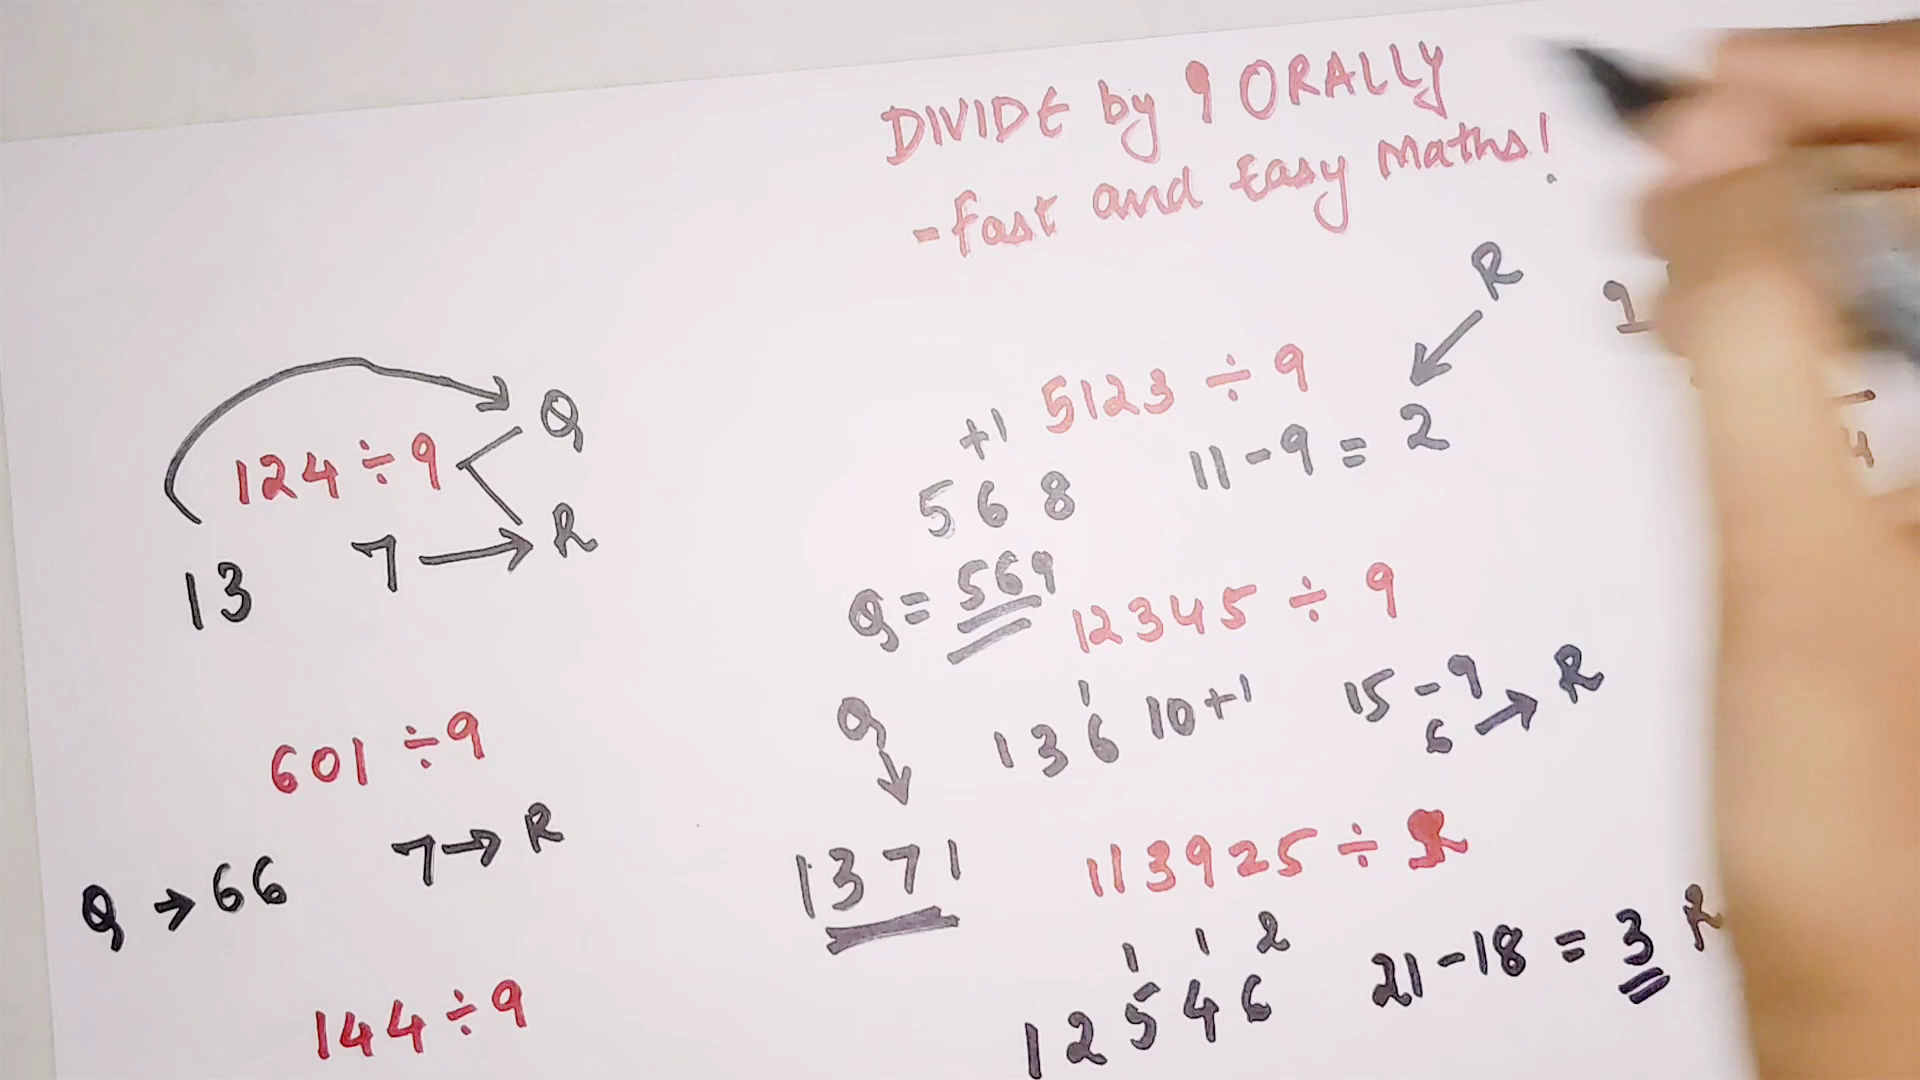 DIVIDE by 9 ORALLY
- Fast and Easy Maths!
124 ÷ 9
Q
R
13 7 → R
601 ÷ 9
Q → 66 7 → R
144 ÷ 9
R
5123 ÷ 9
+1
5 6 8 11 - 9 = 2
Q = 569
12345 ÷ 9
Q
1
1 3 6 10+1 15 - 9
6 → R
1371
113925 ÷
1 1 2
1 2 5 4 6 21 - 18 = 3 R